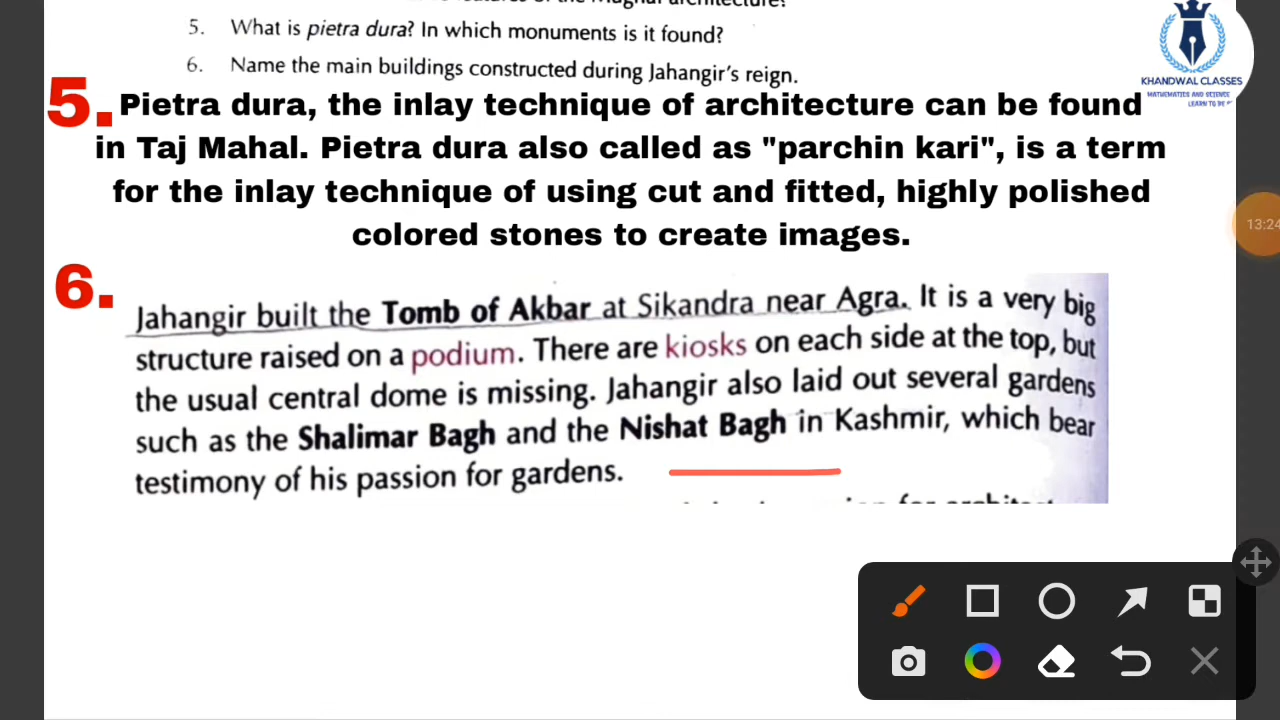 5. What is pietra dura? In which monuments is it found?
6. Name the main buildings constructed during Jahangir's reign.
KHANDWAL CLASSES
MATHEMATICS AND SCIENCE
LEARN TO BE
5. Pietra dura, the inlay technique of architecture can be found
in Taj Mahal. Pietra dura also called as "parchin kari", is a term
for the inlay technique of using cut and fitted, highly polished
colored stones to create images.
13:24
6.
Jahangir built the Tomb of Akbar at Sikandra near Agra. It is a very big
structure raised on a podium. There are kiosks on each side at the top, but
the usual central dome is missing. Jahangir also laid out several gardens
such as the Shalimar Bagh and the Nishat Bagh in Kashmir, which bear
testimony of his passion for gardens.